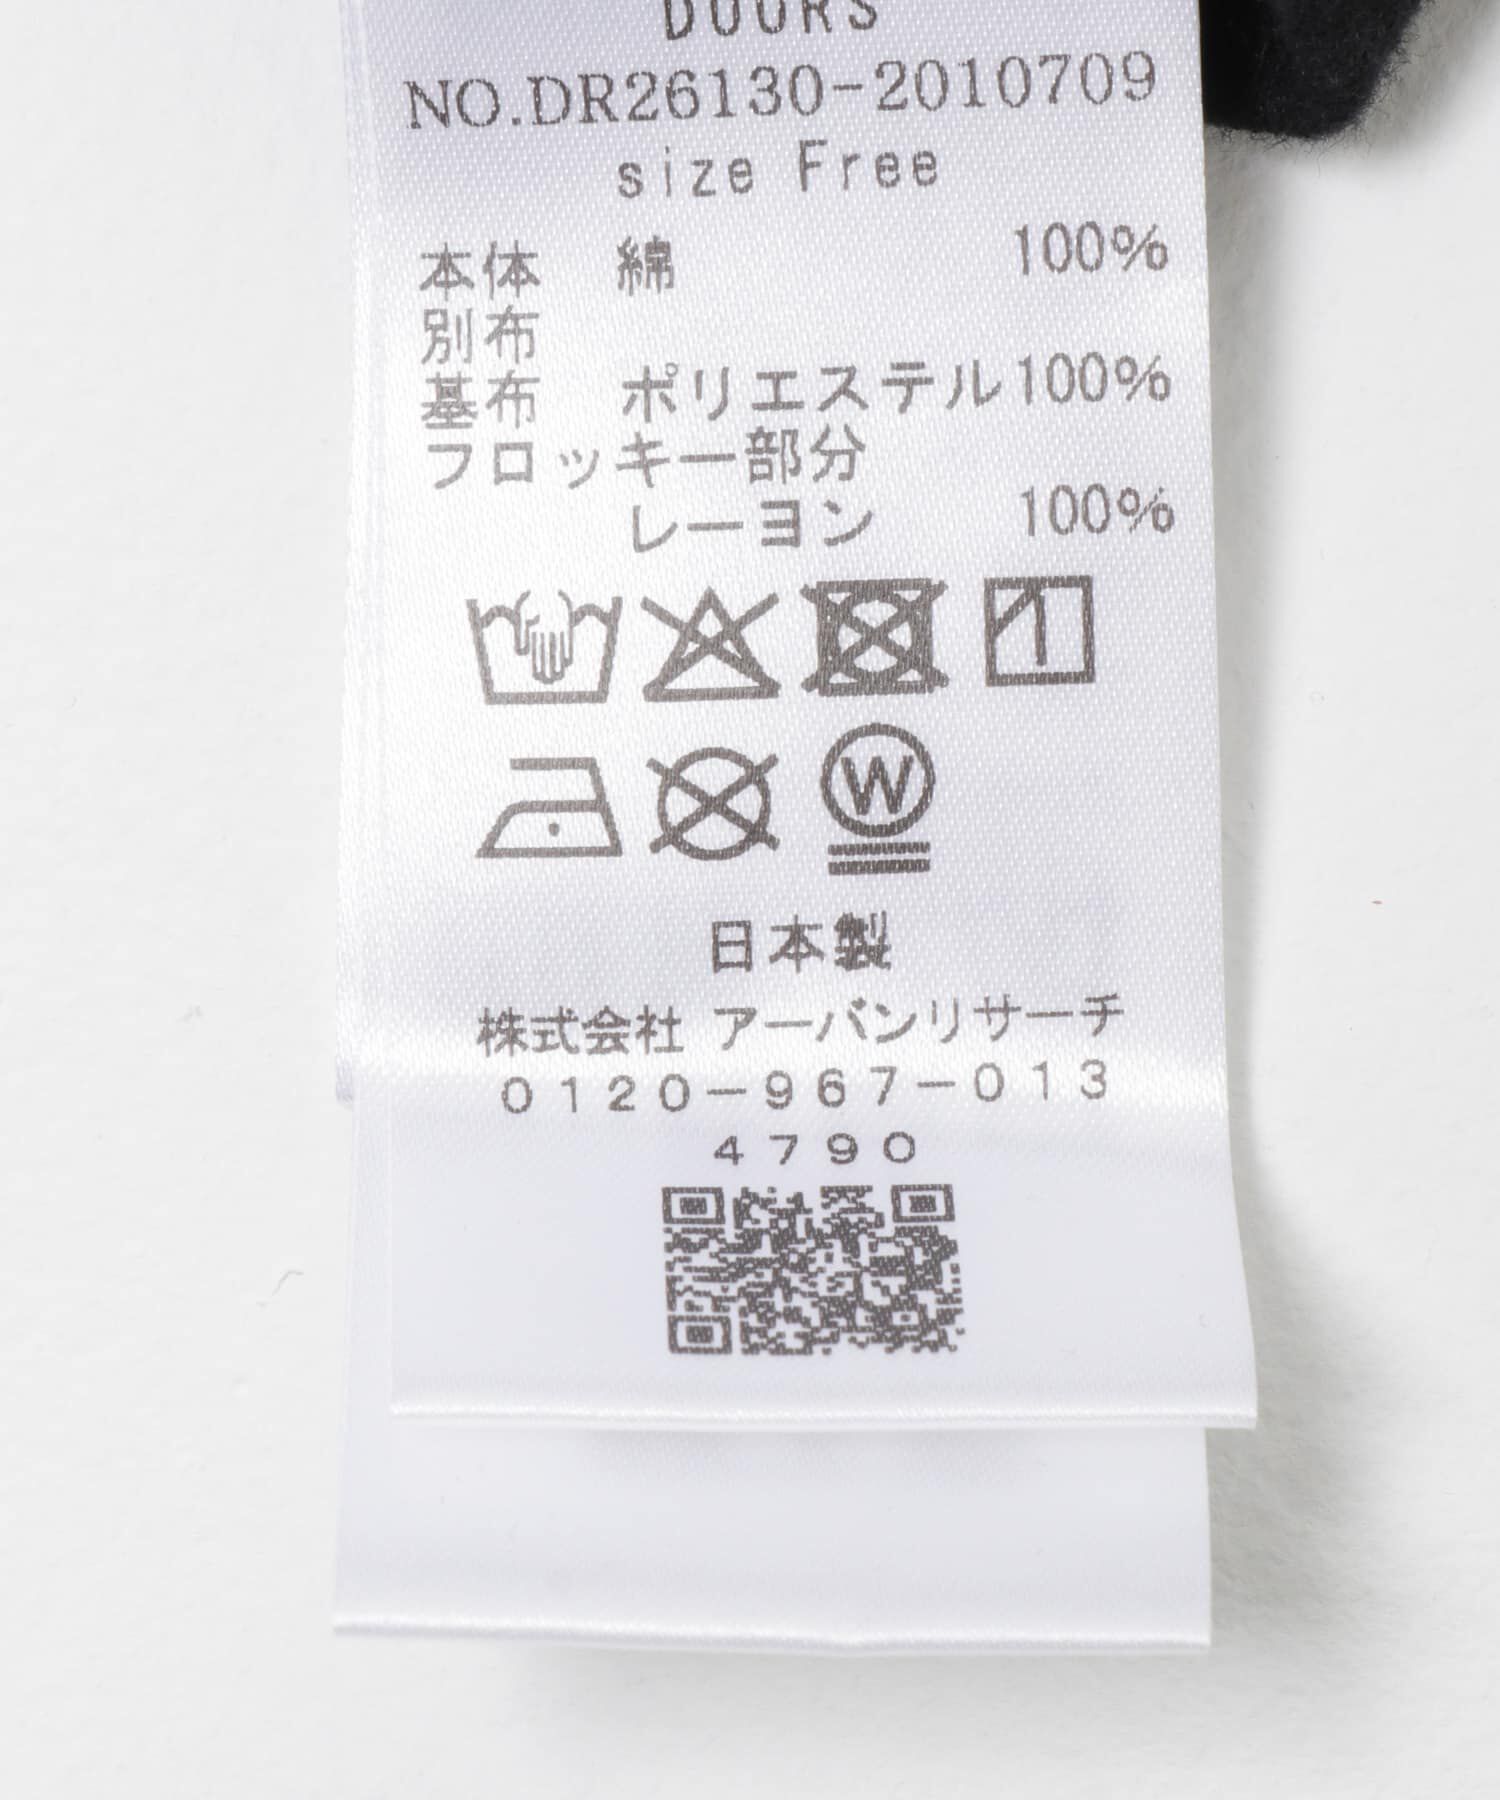 DOORS
NO.DR26130-2010709
size Free
本体 綿 100%
別布
基布 ポリエステル100%
フロッキー部分
レーヨン 100%
W
日本製
株式会社 アーバンリサーチ
0120-967-013
4790